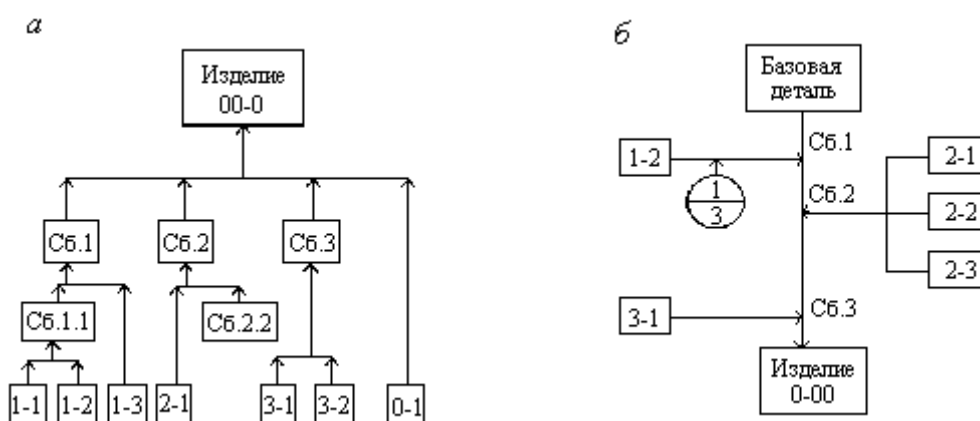 а
Изделие
00-0
Сб.1
Сб.2
Сб.3
Сб.1.1
Сб.2.2
1-1
1-2
1-3
2-1
3-1
3-2
0-1
б
Базовая
деталь
Сб.1
1-2
2-1
1
3
Сб.2
2-2
2-3
3-1
Сб.3
Изделие
0-00